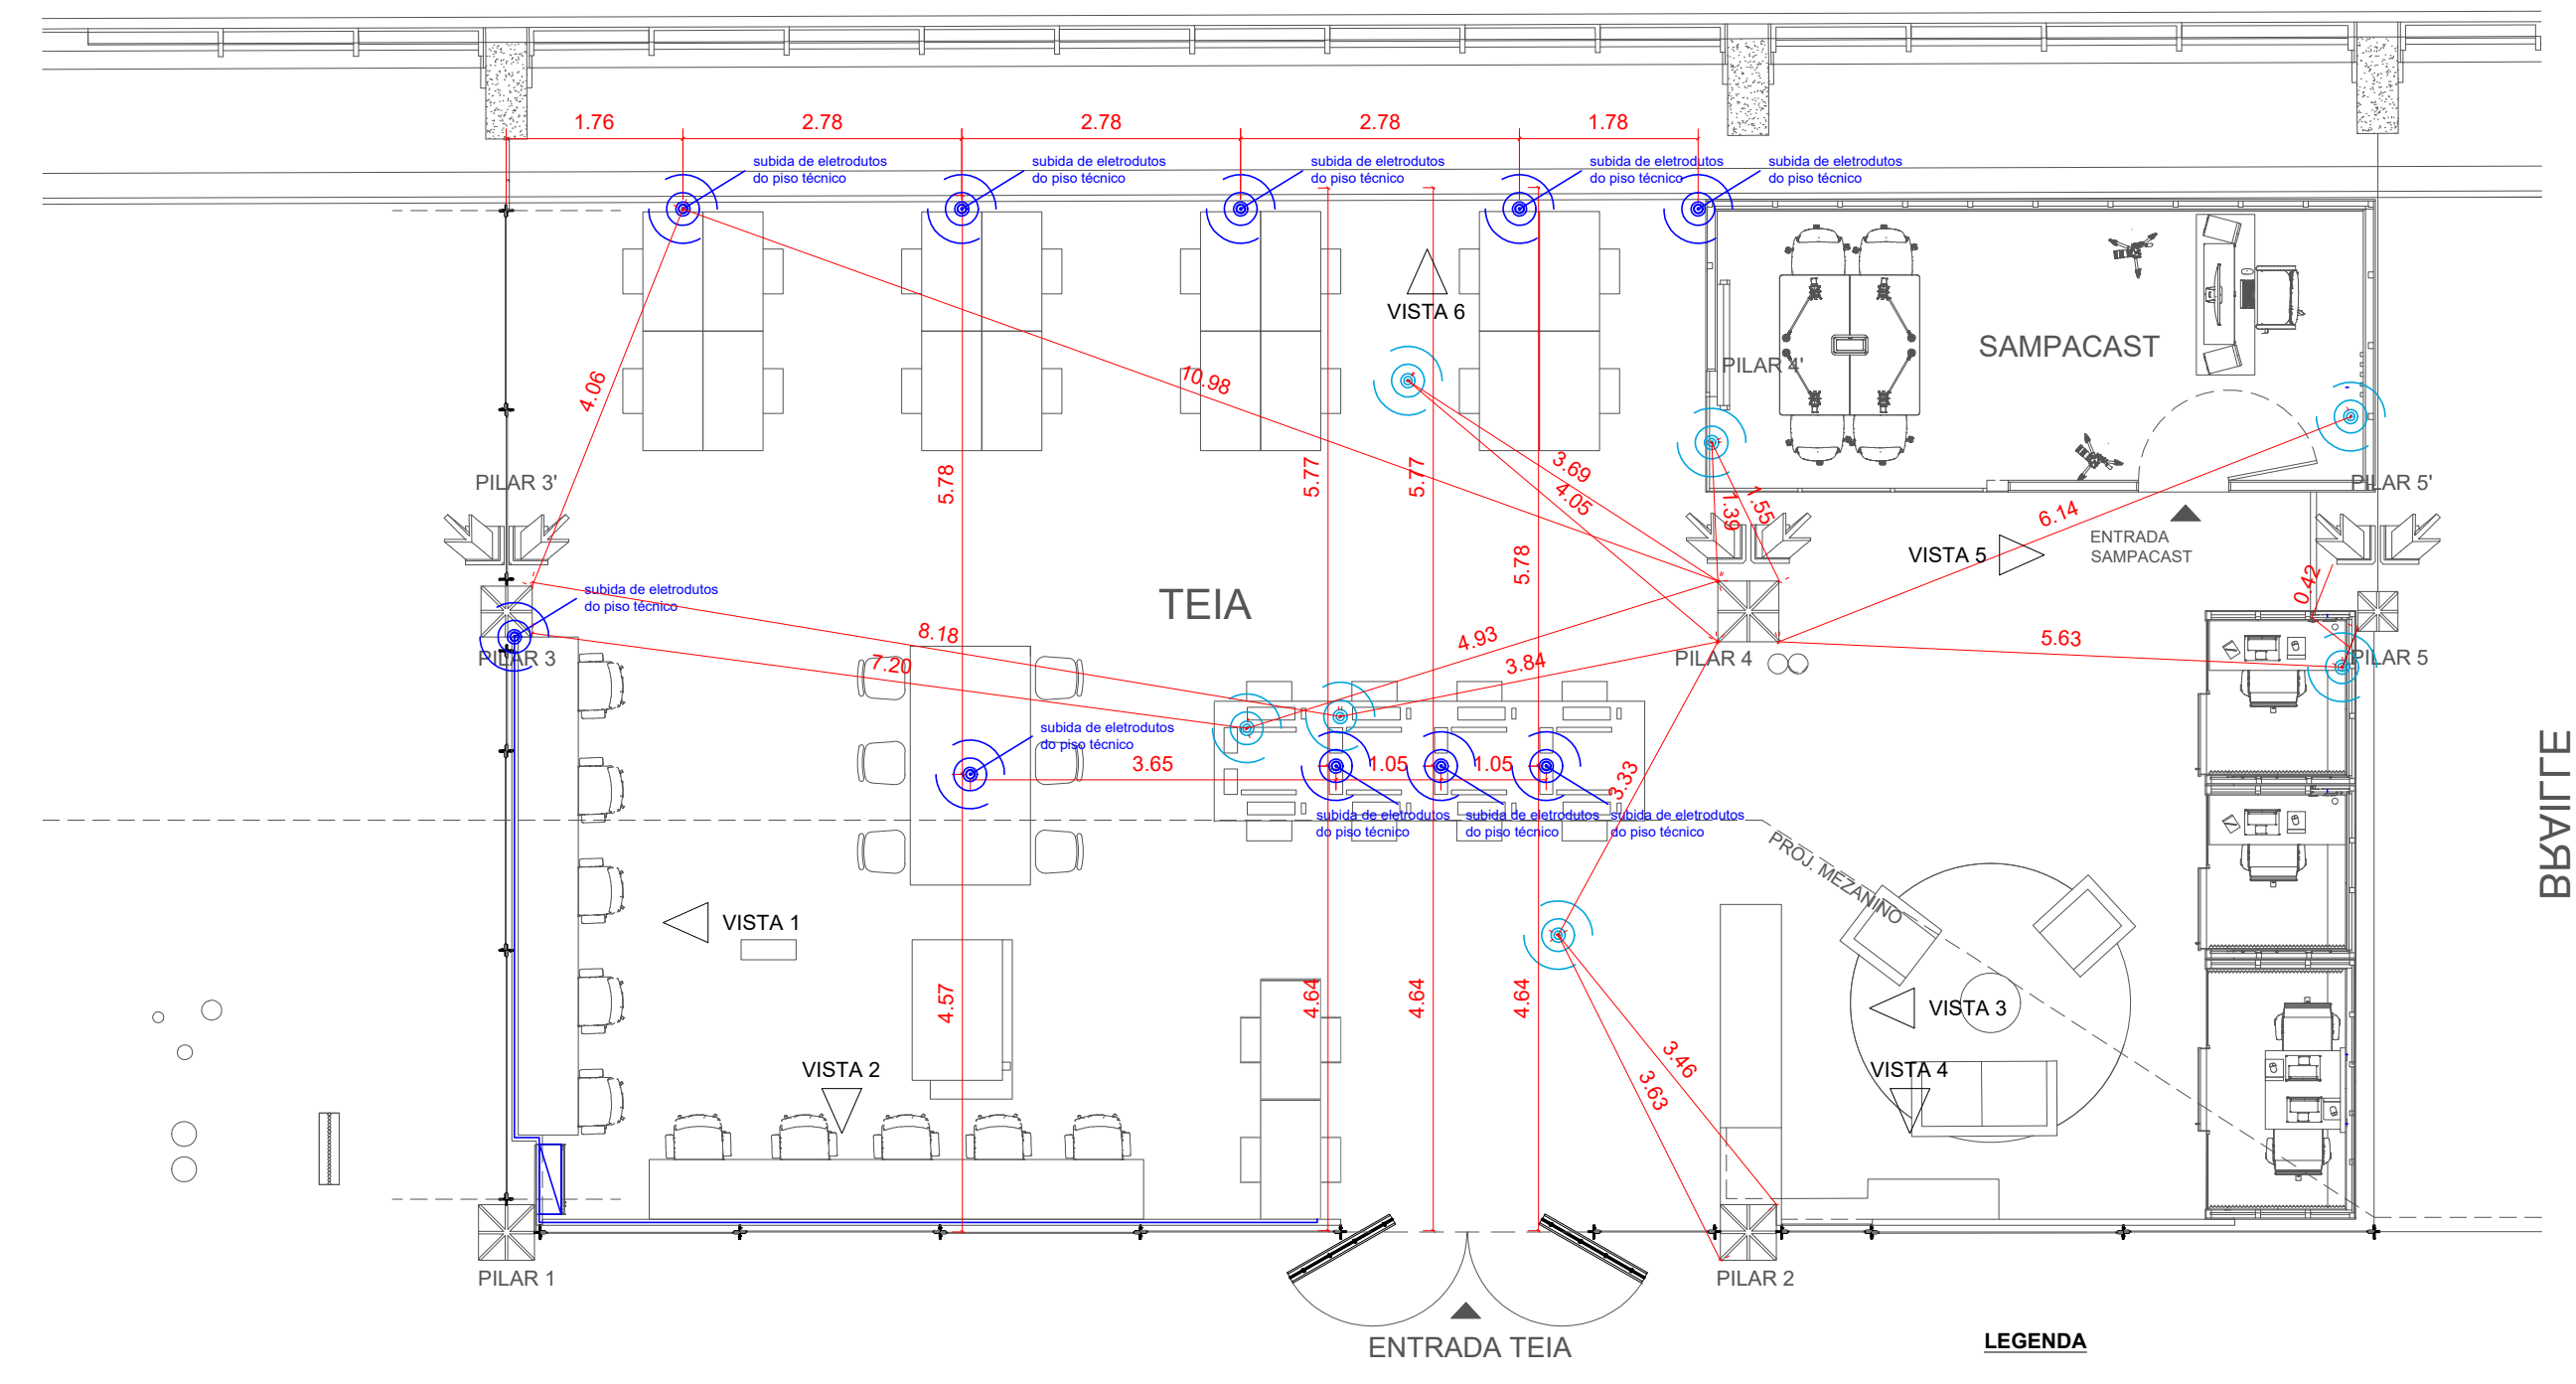 1.76
2.78
2.78
2.78
1.78
subida de eletrodutos
do piso técnico
subida de eletrodutos
do piso técnico
subida de eletrodutos
do piso técnico
subida de eletrodutos
do piso técnico
subida de eletrodutos
do piso técnico
VISTA 6
SAMPACAST
PILAR 4'
4.06
10.98
PILAR 3'
5.78
5.77
5.77
3.69
4.05
1.39
1.55
6.14
PILAR 5'
ENTRADA
SAMPACAST
VISTA 5
5.78
0.42
subida de eletrodutos
do piso técnico
TEIA
8.18
7.20
4.93
3.84
5.63
PILAR 3
PILAR 4
PILAR 5
subida de eletrodutos
do piso técnico
3.65
1.05
1.05
3.33
subida de eletrodutos
do piso técnico
subida de eletrodutos
do piso técnico
subida de eletrodutos
do piso técnico
BRAILLE
PROJ. MEZANINO
VISTA 1
4.57
4.64
4.64
4.64
VISTA 3
3.46
3.63
VISTA 2
VISTA 4
PILAR 1
PILAR 2
ENTRADA TEIA
LEGENDA